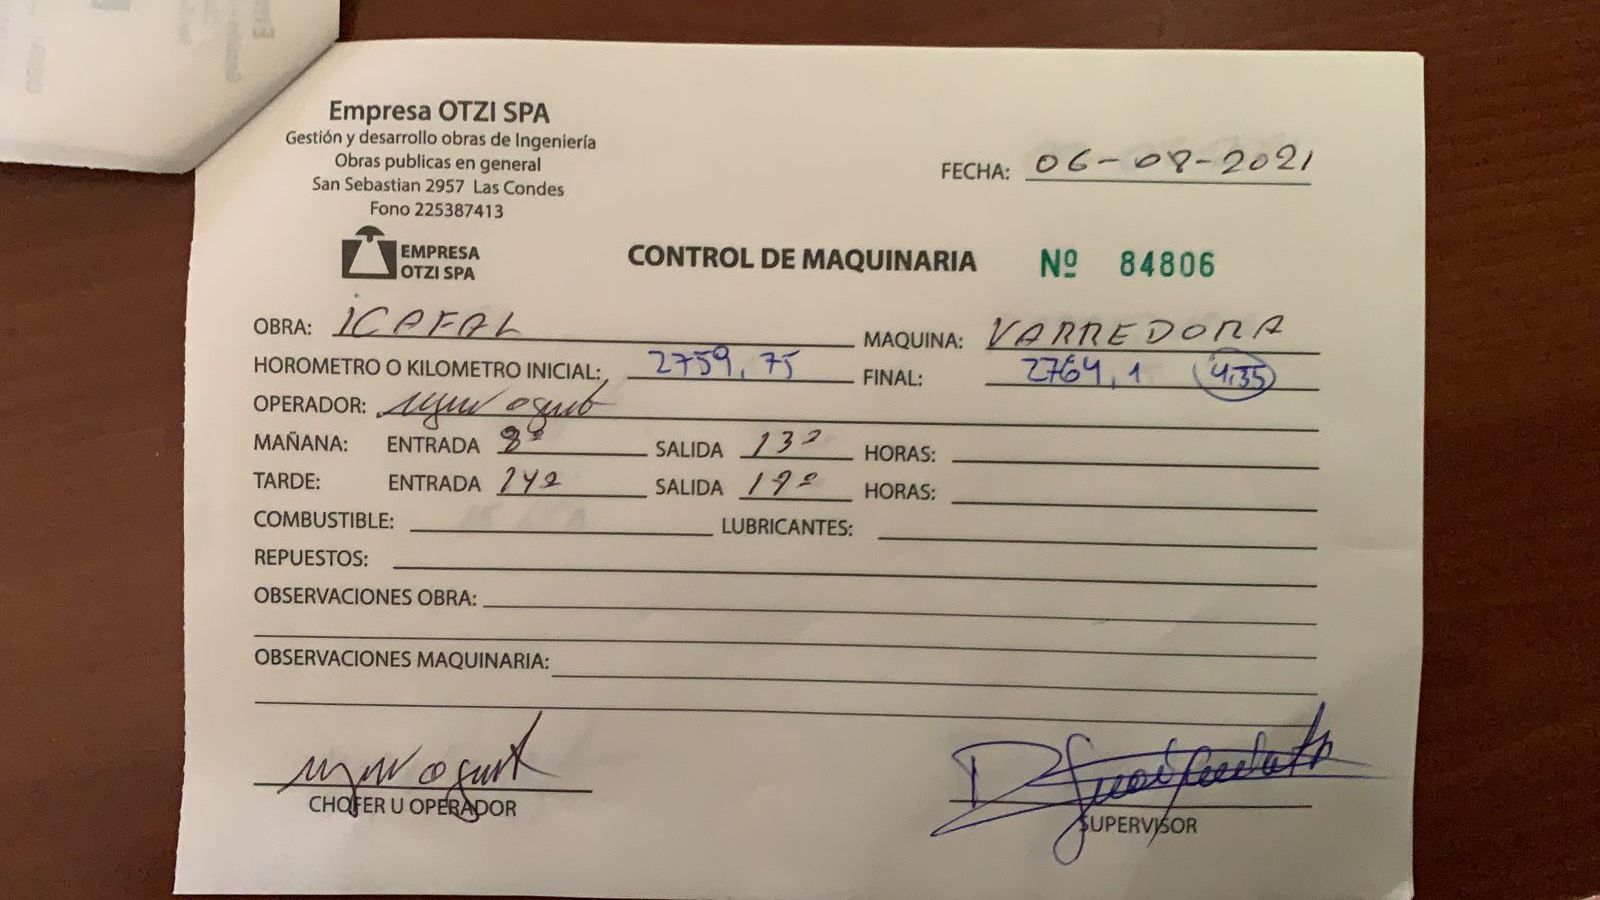 Empresa OTZI SPA
Gestión y desarrollo obras de Ingeniería
Obras publicas en general
San Sebastian 2957 Las Condes
Fono 225387413
FECHA: 06-08-2021
EMPRESA
OTZI SPA
CONTROL DE MAQUINARIA Nº 84806
OBRA: ICAFAL MAQUINA: VARREDORA
HOROMETRO O KILOMETRO INICIAL: 2759,75 FINAL: 2764,1 4,35
OPERADOR:
MAÑANA: ENTRADA 8º SALIDA 13º HORAS:
TARDE: ENTRADA 14º SALIDA 19º HORAS:
COMBUSTIBLE: LUBRICANTES:
REPUESTOS:
OBSERVACIONES OBRA:
OBSERVACIONES MAQUINARIA:
CHOFER U OPERADOR
SUPERVISOR